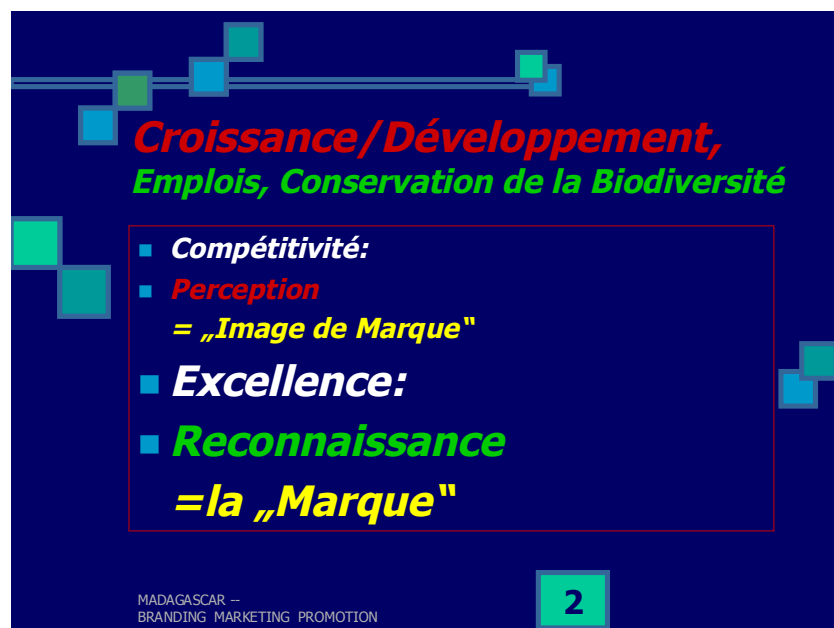 Croissance/Développement,
Emplois, Conservation de la Biodiversité
Compétitivité:
Perception
= „Image de Marque‟
Excellence:
Reconnaissance
=la „Marque‟
MADAGASCAR --
BRANDING MARKETING PROMOTION
2